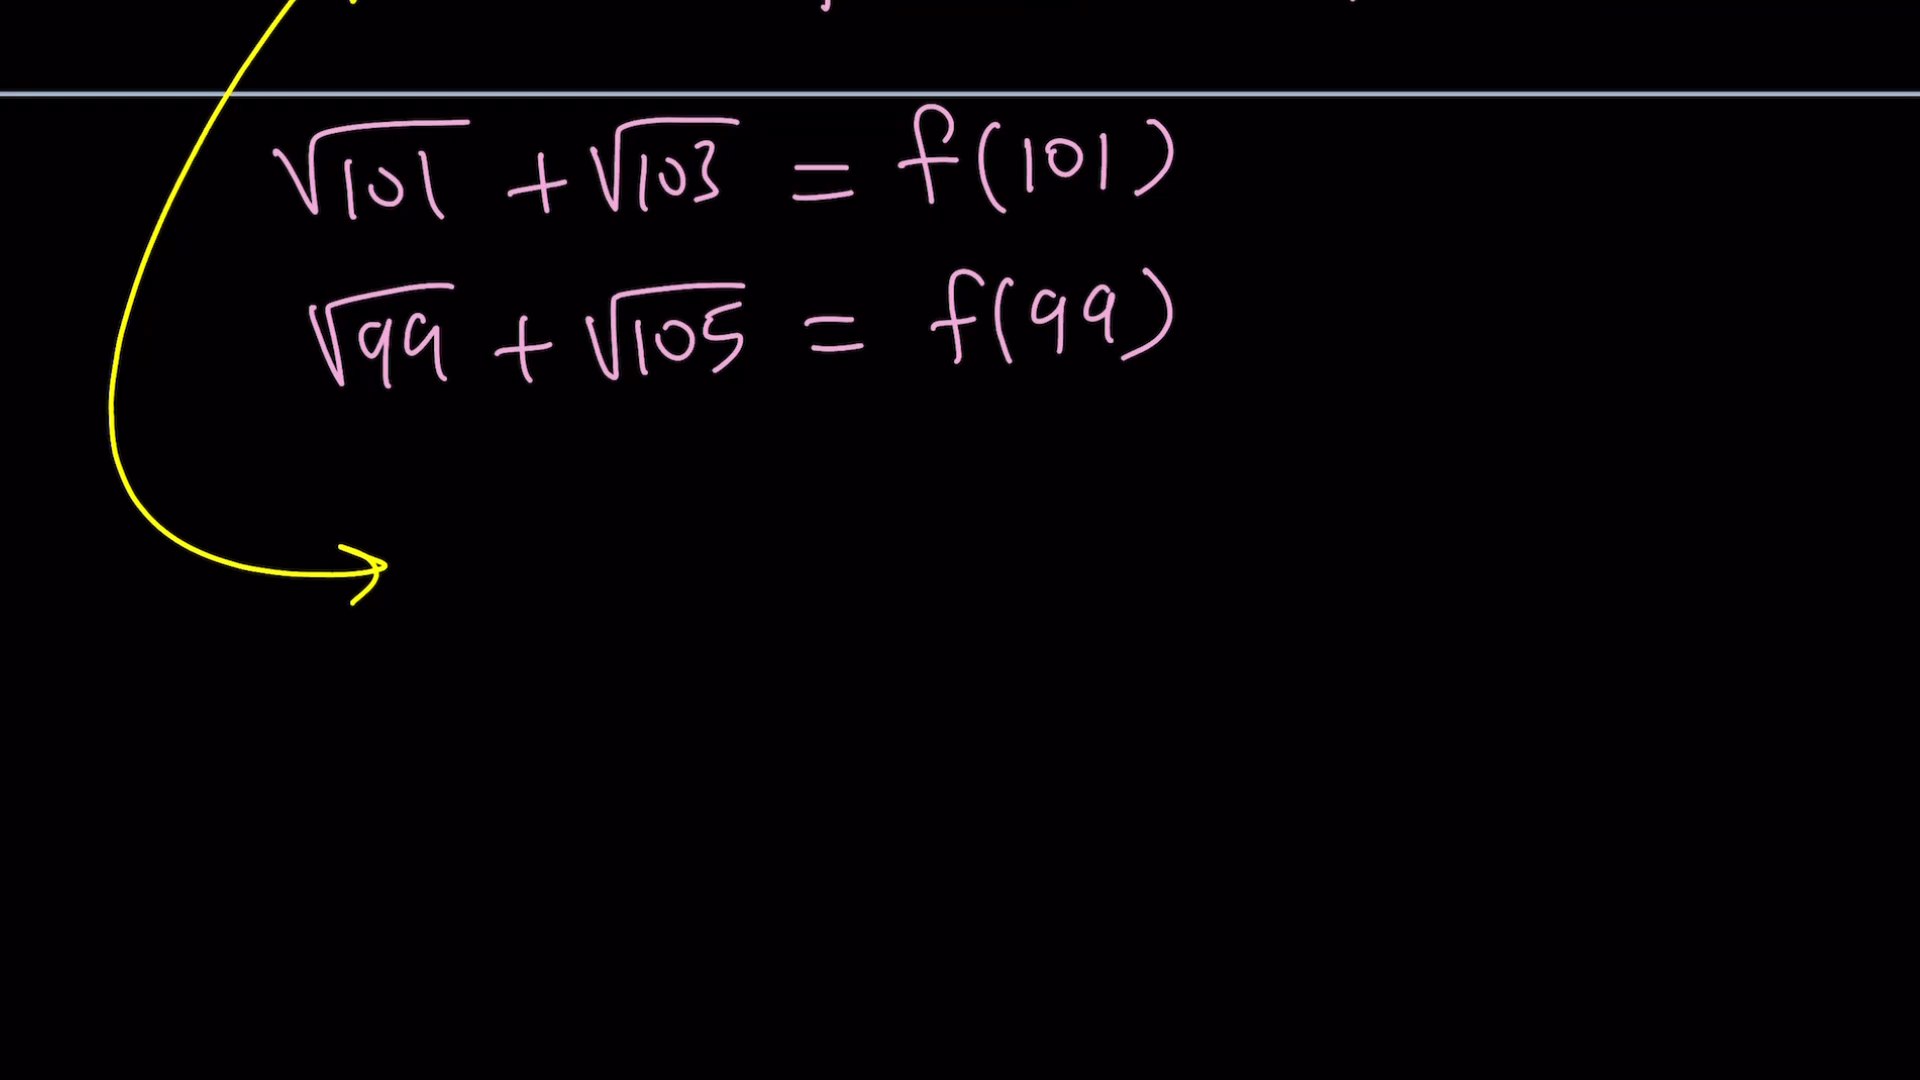 √101 + √103 = f(101)
√99 + √105 = f(99)